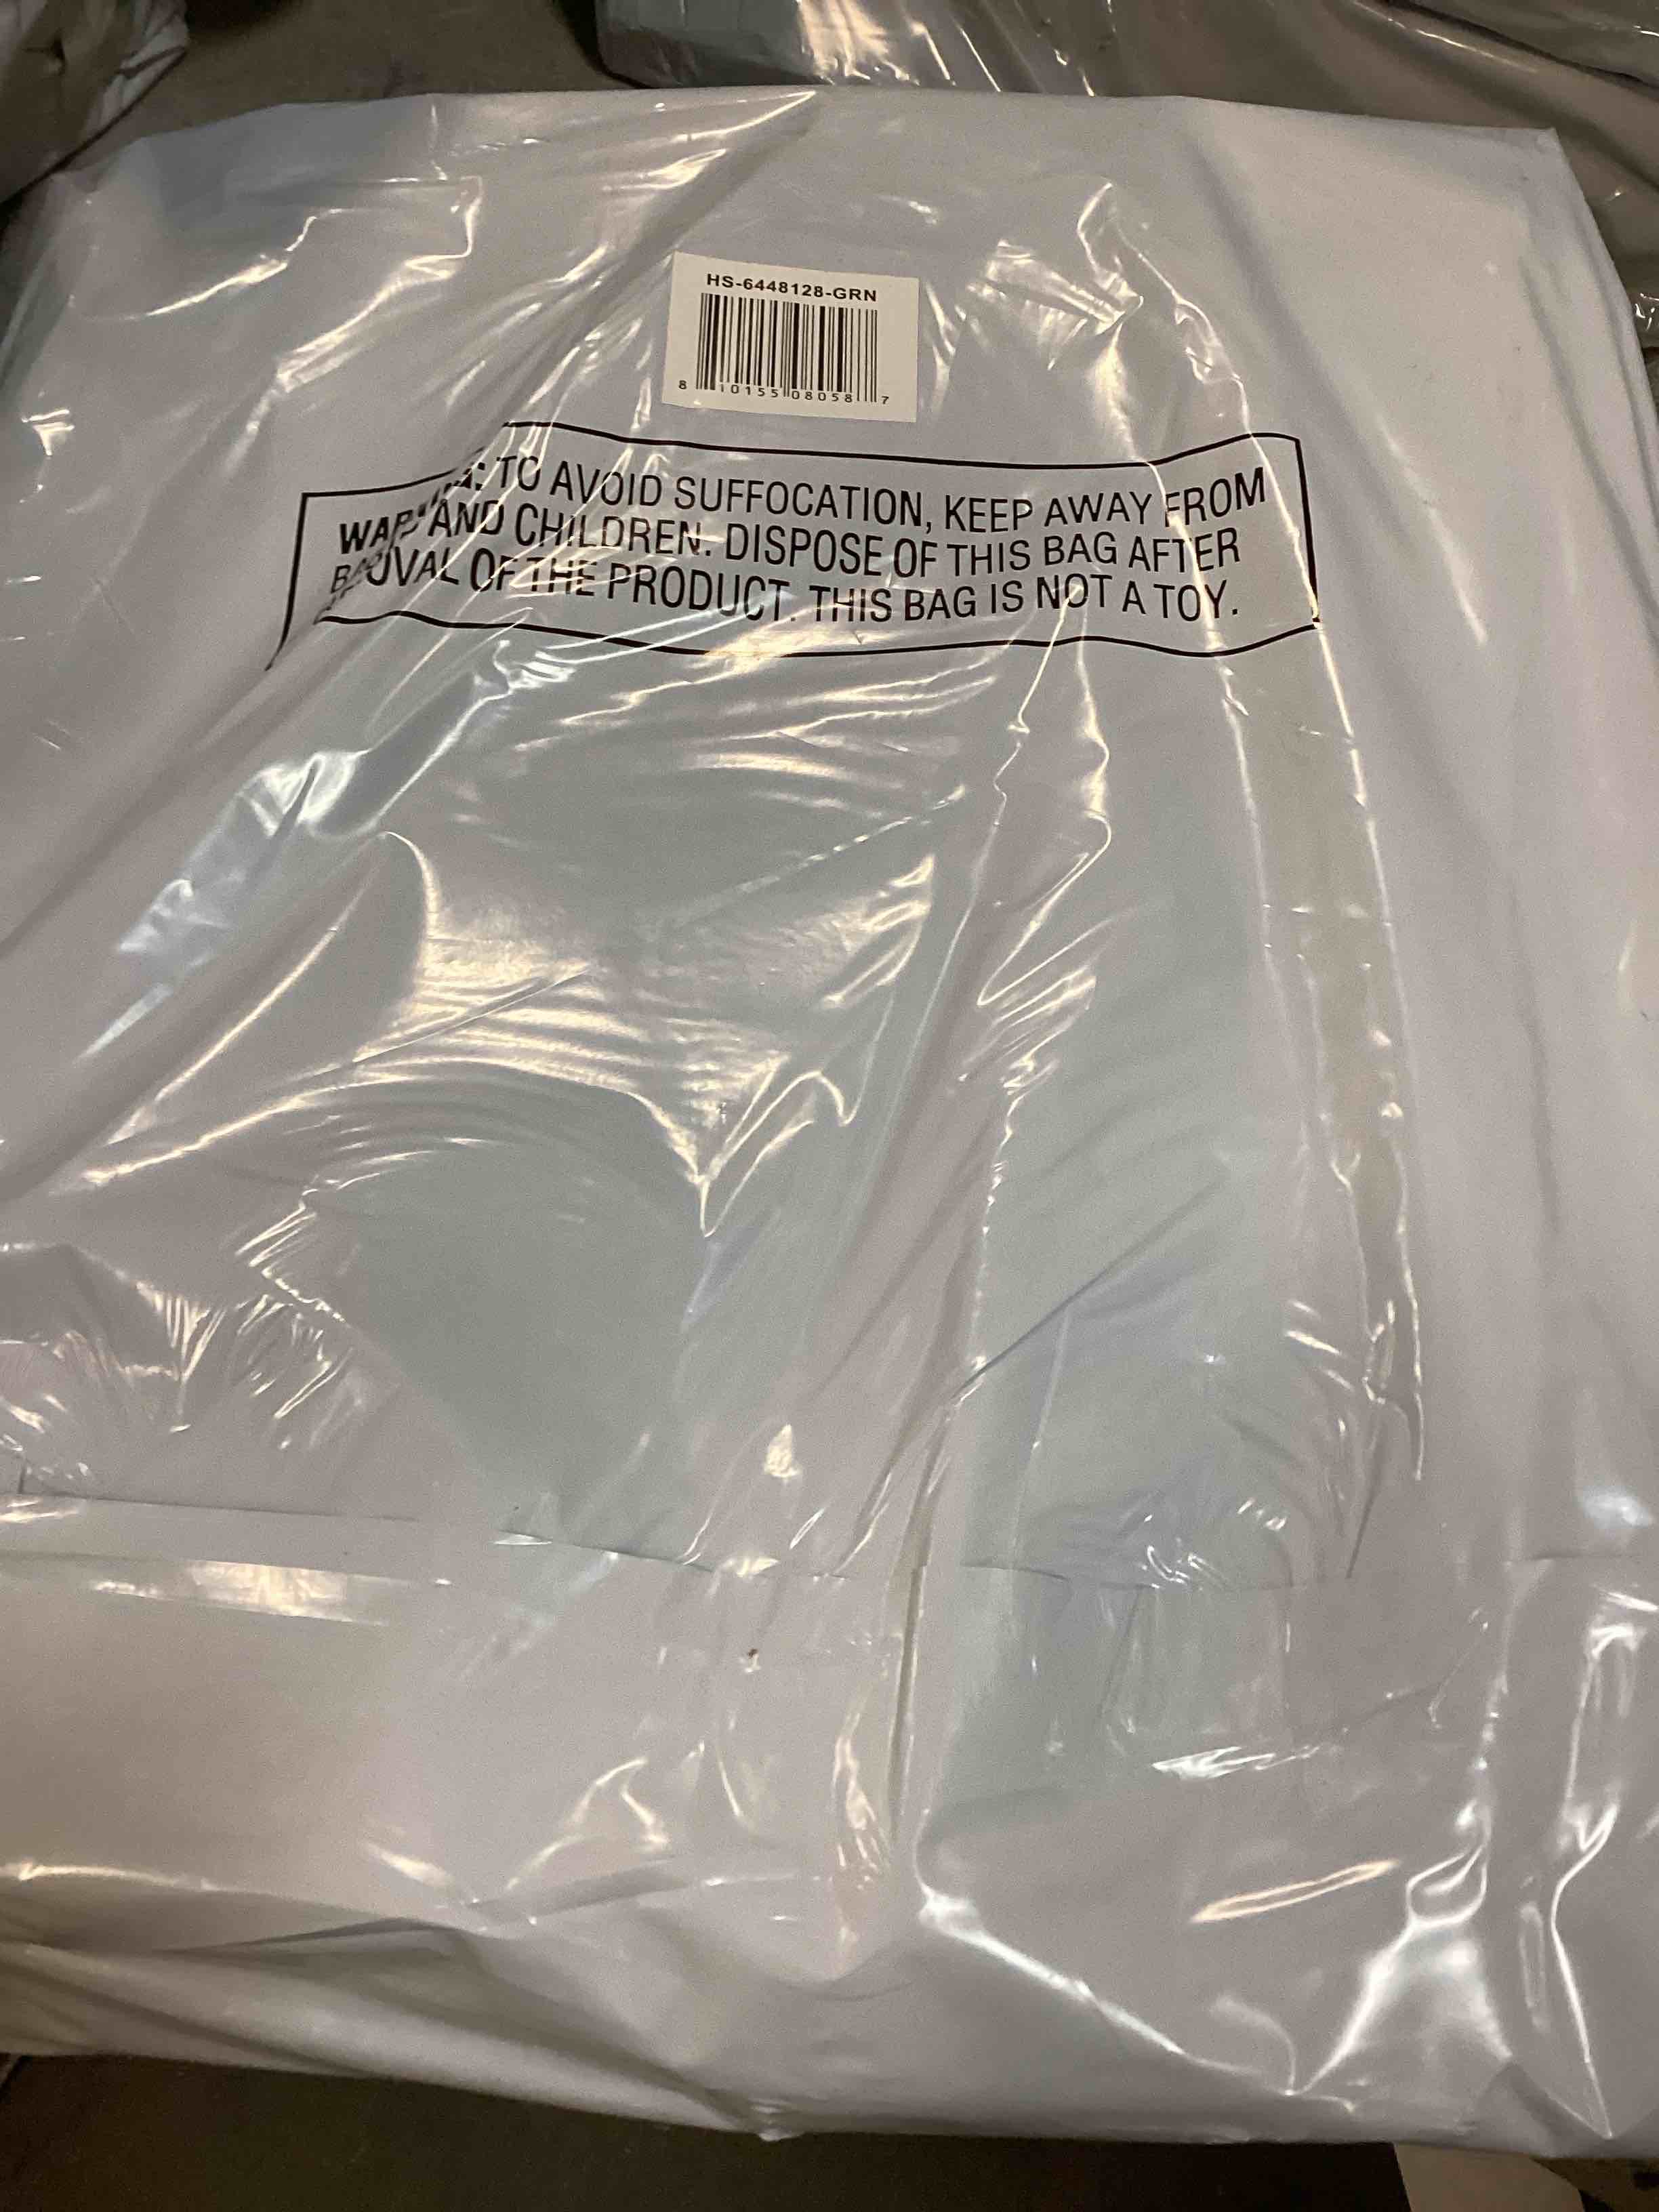 HS-6448128-GRN
8 10155 08058 7
TO AVOID SUFFOCATION, KEEP AWAY FROM
AND CHILDREN. DISPOSE OF THIS BAG AFTER
OF THE PRODUCT. THIS BAG IS NOT A TOY.